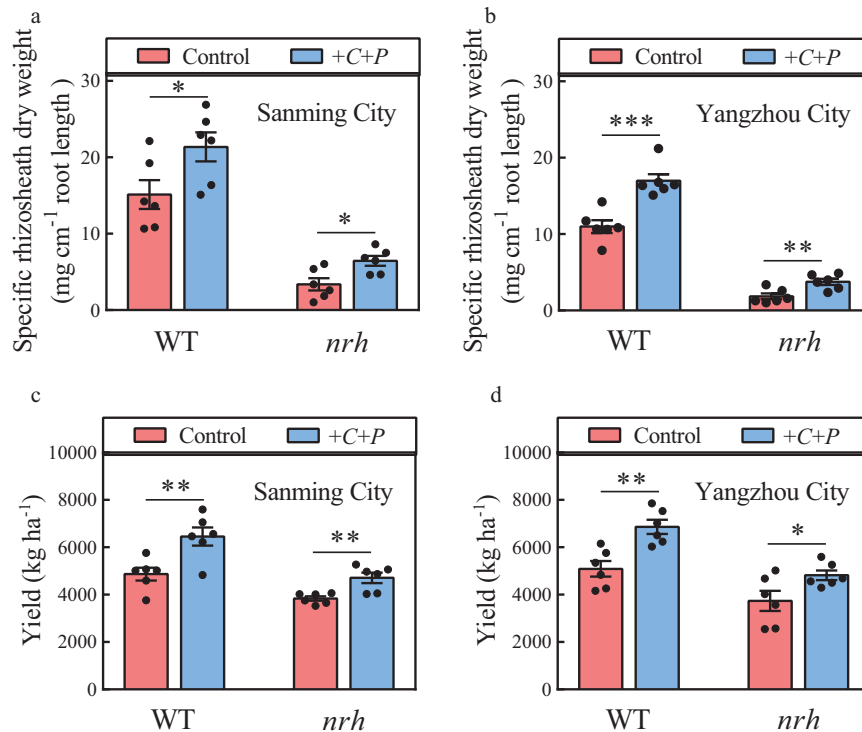 a
Control +C+P
Specific rhizosheath dry weight
(mg cm⁻¹ root length)
30
20
10
0
Sanming City
*
*
WT nrh
b
Control +C+P
Specific rhizosheath dry weight
(mg cm⁻¹ root length)
30
20
10
0
Yangzhou City
***
**
WT nrh
c
Control +C+P
Yield (kg ha⁻¹)
10000
8000
6000
4000
2000
0
Sanming City
**
**
WT nrh
d
Control +C+P
Yield (kg ha⁻¹)
10000
8000
6000
4000
2000
0
Yangzhou City
**
*
WT nrh